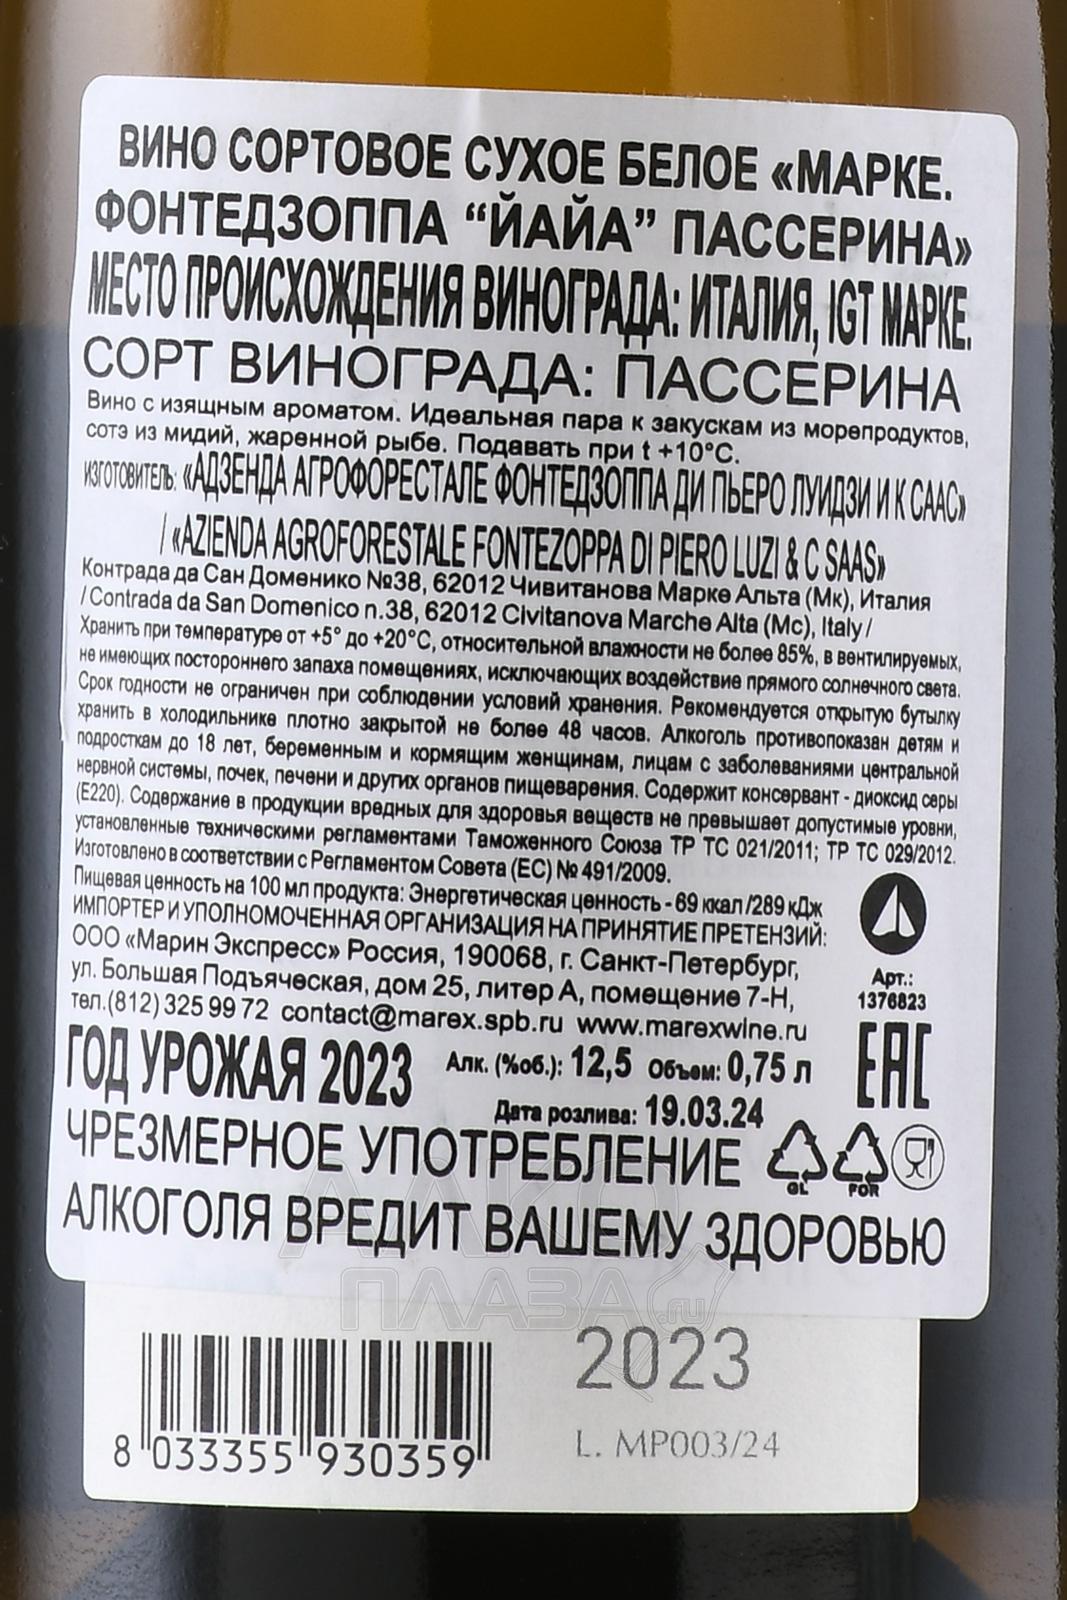 ВИНО СОРТОВОЕ СУХОЕ БЕЛОЕ «МАРКЕ.
ФОНТЕДЗОППА “ЙАЙА” ПАССЕРИНА»
МЕСТО ПРОИСХОЖДЕНИЯ ВИНОГРАДА: ИТАЛИЯ, IGT МАРКЕ.
СОРТ ВИНОГРАДА: ПАССЕРИНА
Вино с изящным ароматом. Идеальная пара к закускам из морепродуктов,
сотэ из мидий, жаренной рыбе. Подавать при t +10°С.
ИЗГОТОВИТЕЛЬ: «АДЗЕНДА АГРОФОРЕСТАЛЕ ФОНТЕДЗОППА ДИ ПЬЕРО ЛУИДЗИ И К СААС»
/ «AZIENDA AGROFORESTALE FONTEZOPPA DI PIERO LUZI & C SAAS»
Контрада да Сан Доменико №38, 62012 Чивитанова Марке Альта (Мк), Италия
/ Contrada da San Domenico n.38, 62012 Civitanova Marche Alta (Mc), Italy /
Хранить при температуре от +5° до +20°С, относительной влажности не более 85%, в вентилируемых,
не имеющих постороннего запаха помещениях, исключающих воздействие прямого солнечного света.
Срок годности не ограничен при соблюдении условий хранения. Рекомендуется открытую бутылку
хранить в холодильнике плотно закрытой не более 48 часов. Алкоголь противопоказан детям и
подросткам до 18 лет, беременным и кормящим женщинам, лицам с заболеваниями центральной
нервной системы, почек, печени и других органов пищеварения. Содержит консервант - диоксид серы
(Е220). Содержание в продукции вредных для здоровья веществ не превышает допустимые уровни,
установленные техническими регламентами Таможенного Союза ТР ТС 021/2011; ТР ТС 029/2012.
Изготовлено в соответствии с Регламентом Совета (ЕС) № 491/2009.
Пищевая ценность на 100 мл продукта: Энергетическая ценность - 69 ккал /289 кДж
ИМПОРТЕР И УПОЛНОМОЧЕННАЯ ОРГАНИЗАЦИЯ НА ПРИНЯТИЕ ПРЕТЕНЗИЙ:
ООО «Марин Экспресс» Россия, 190068, г. Санкт-Петербург,
ул. Большая Подъяческая, дом 25, литер А, помещение 7-Н,
тел.(812) 325 99 72 contact@marex.spb.ru www.marexwine.ru
Арт.:
1376823
EAC
ГОД УРОЖАЯ 2023 Алк. (%об.): 12,5 Объем: 0,75 л
Дата розлива: 19.03.24
ЧРЕЗМЕРНОЕ УПОТРЕБЛЕНИЕ
GL FOR
АЛКОГОЛЯ ВРЕДИТ ВАШЕМУ ЗДОРОВЬЮ
АЛКО
ПЛАЗА.ru
2023
L. MP003/24
8 033355 930359